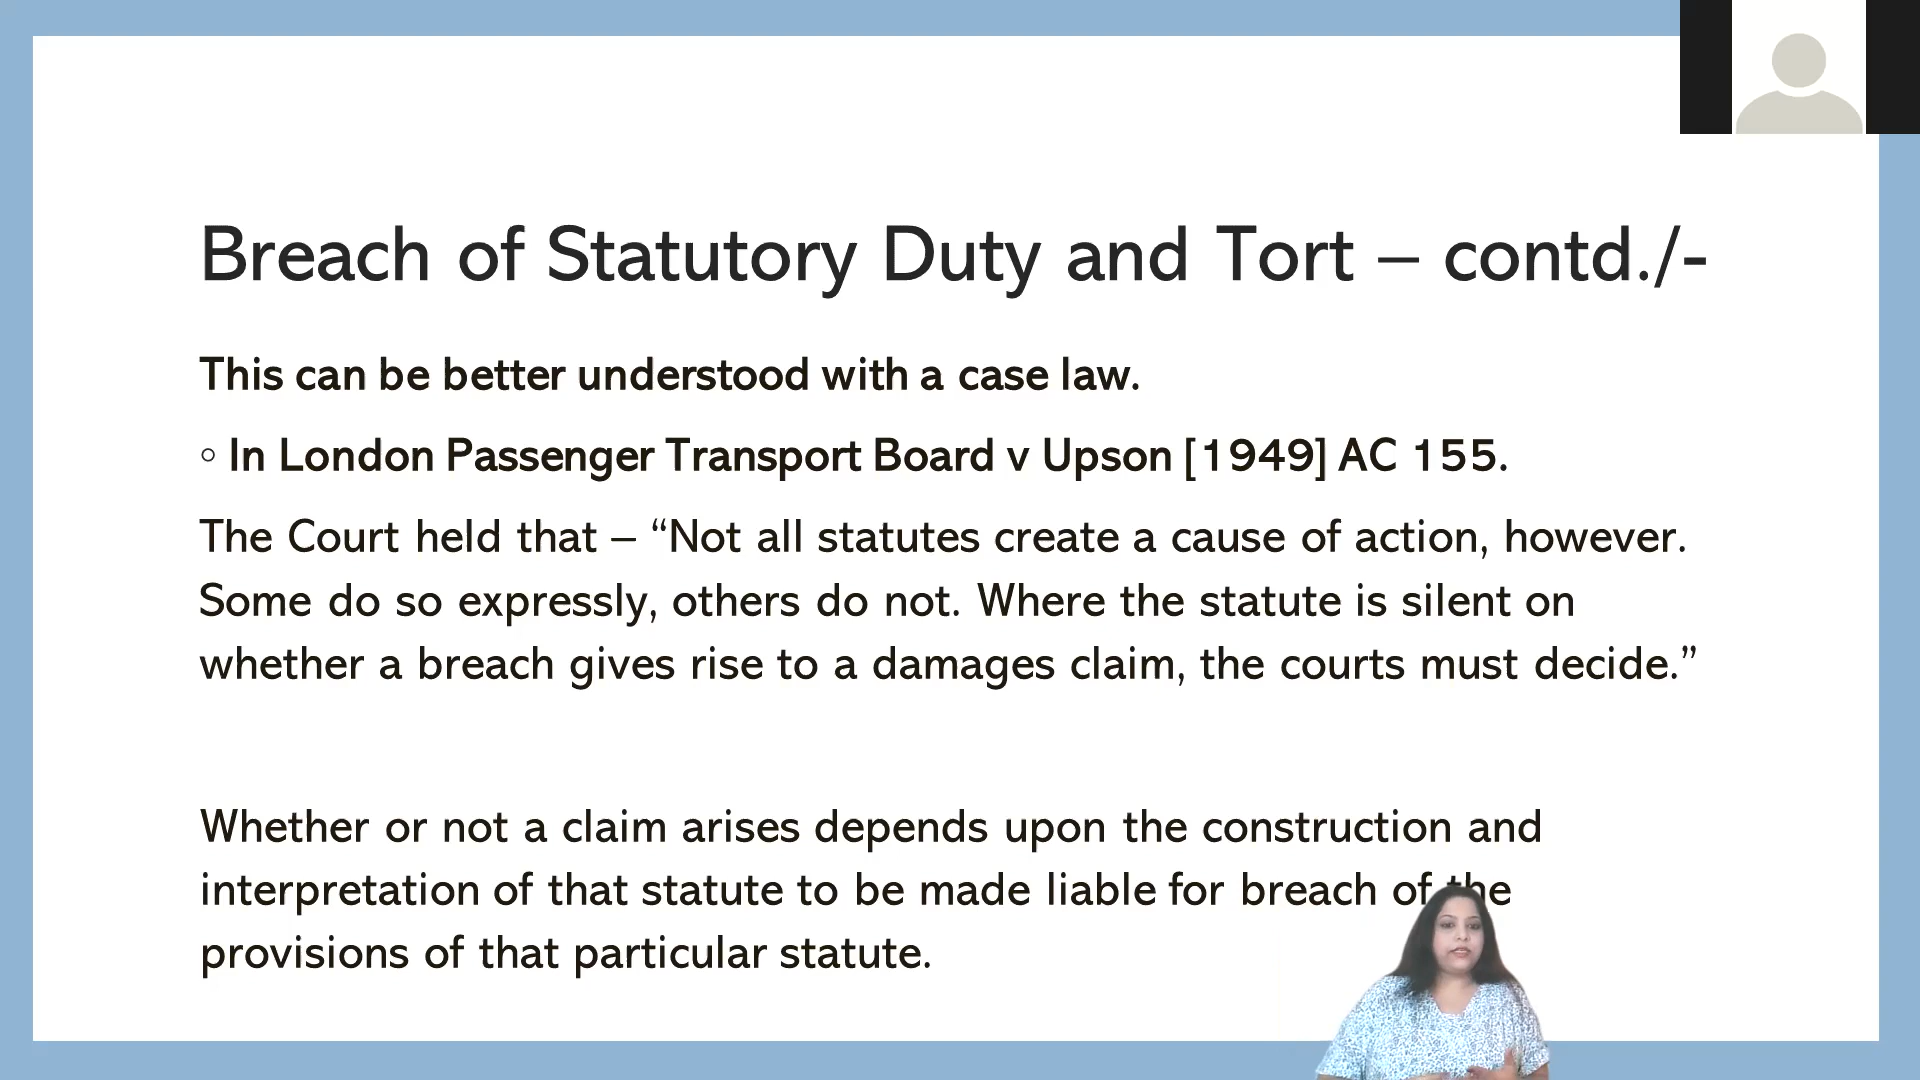 Breach of Statutory Duty and Tort – contd./-
This can be better understood with a case law.
◦ In London Passenger Transport Board v Upson [1949] AC 155.
The Court held that – “Not all statutes create a cause of action, however.
Some do so expressly, others do not. Where the statute is silent on
whether a breach gives rise to a damages claim, the courts must decide.”
Whether or not a claim arises depends upon the construction and
interpretation of that statute to be made liable for breach of the
provisions of that particular statute.